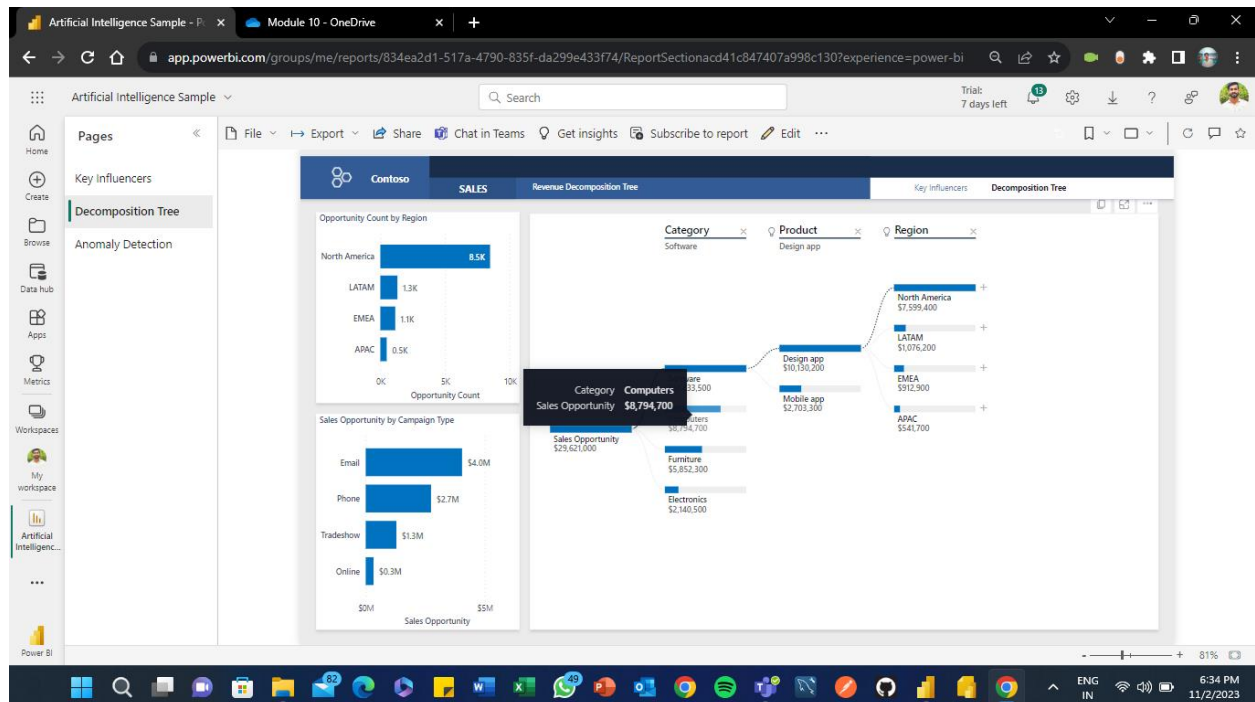 Artificial Intelligence Sample - Po
Module 10 - OneDrive
app.powerbi.com/groups/me/reports/834ea2d1-517a-4790-835f-da299e433f74/ReportSectionacd41c847407a998c130?experience=power-bi
Artificial Intelligence Sample
Search
Trial:
7 days left
13
Home
Create
Browse
Data hub
Apps
Metrics
Workspaces
My
workspace
Artificial
Intelligenc...
Power BI
Pages
Key Influencers
Decomposition Tree
Anomaly Detection
File
Export
Share
Chat in Teams
Get insights
Subscribe to report
Edit
Contoso
SALES
Revenue Decomposition Tree
Key Influencers
Decomposition Tree
Opportunity Count by Region
North America
8.5K
LATAM
1.3K
EMEA
1.1K
APAC
0.5K
0K 5K 10K
Opportunity Count
Sales Opportunity by Campaign Type
Email
$4.0M
Phone
$2.7M
Tradeshow
$1.3M
Online
$0.3M
$0M $5M
Sales Opportunity
Category
Software
Product
Design app
Region
Category Computers
Sales Opportunity $8,794,700
Sales Opportunity
$29,621,000
$8,794,700
Furniture
$5,852,300
Electronics
$2,140,500
Design app
$10,130,200
Mobile app
$2,703,300
North America
$7,599,400
LATAM
$1,076,200
EMEA
$912,900
APAC
$541,700
81%
82
49
ENG
IN
6:34 PM
11/2/2023